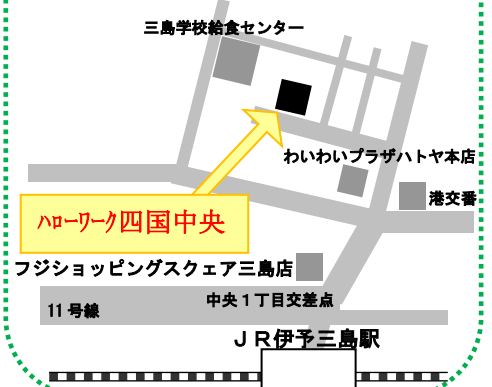 三島学校給食センター
わいわいプラザハトヤ本店
港交番
ﾊﾛｰﾜｰｸ四国中央
フジショッピングスクェア三島店
中央１丁目交差点
11号線
ＪＲ伊予三島駅